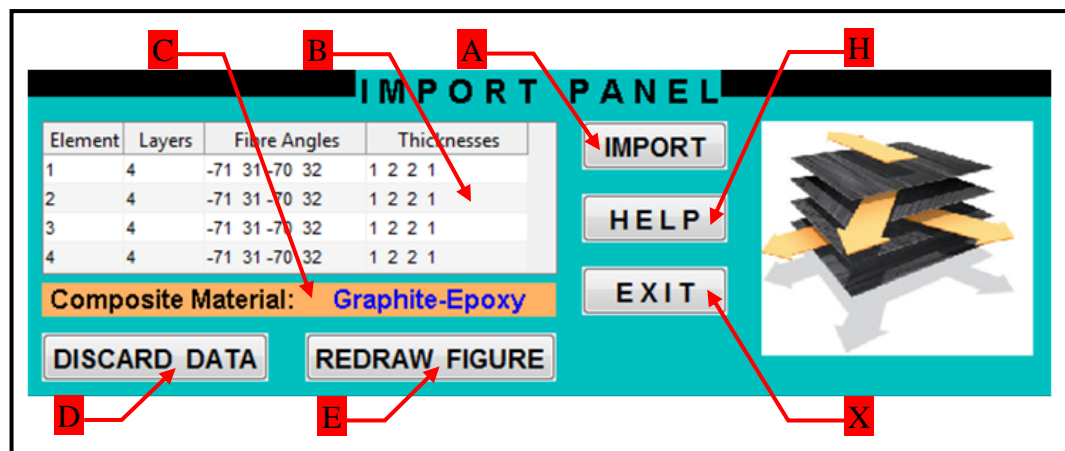 C B A H
IMPORT PANEL
Element Layers Fibre Angles Thicknesses
1 4 -71 31 -70 32 1 2 2 1
2 4 -71 31 -70 32 1 2 2 1
3 4 -71 31 -70 32 1 2 2 1
4 4 -71 31 -70 32 1 2 2 1
IMPORT
HELP
EXIT
Composite Material: Graphite-Epoxy
DISCARD DATA REDRAW FIGURE
D E X